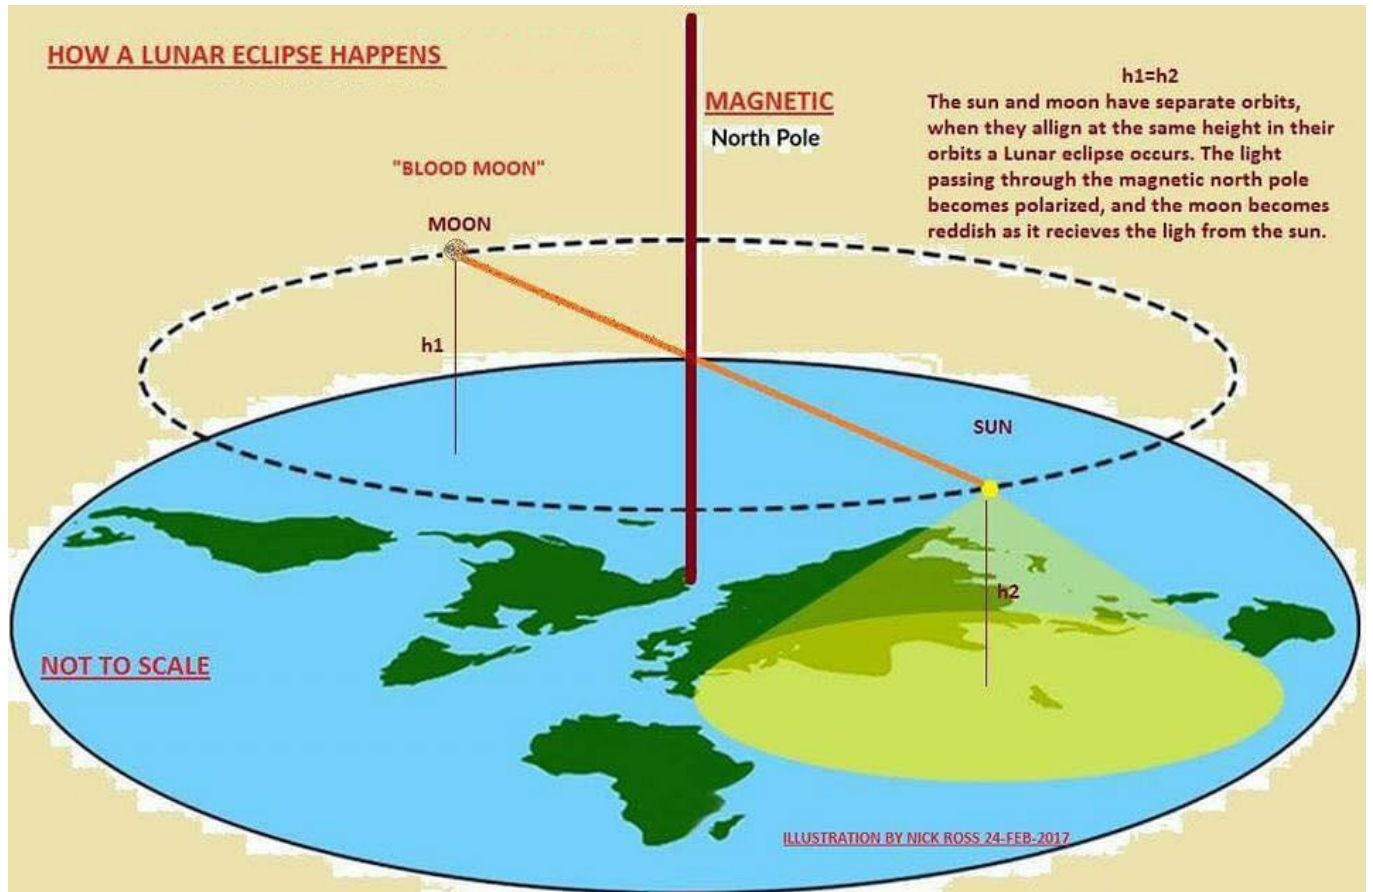 HOW A LUNAR ECLIPSE HAPPENS
MAGNETIC
North Pole
h1=h2
The sun and moon have separate orbits,
when they allign at the same height in their
orbits a Lunar eclipse occurs. The light
passing through the magnetic north pole
becomes polarized, and the moon becomes
reddish as it recieves the ligh from the sun.
"BLOOD MOON"
MOON
h1
SUN
h2
NOT TO SCALE
ILLUSTRATION BY NICK ROSS 24-FEB-2017